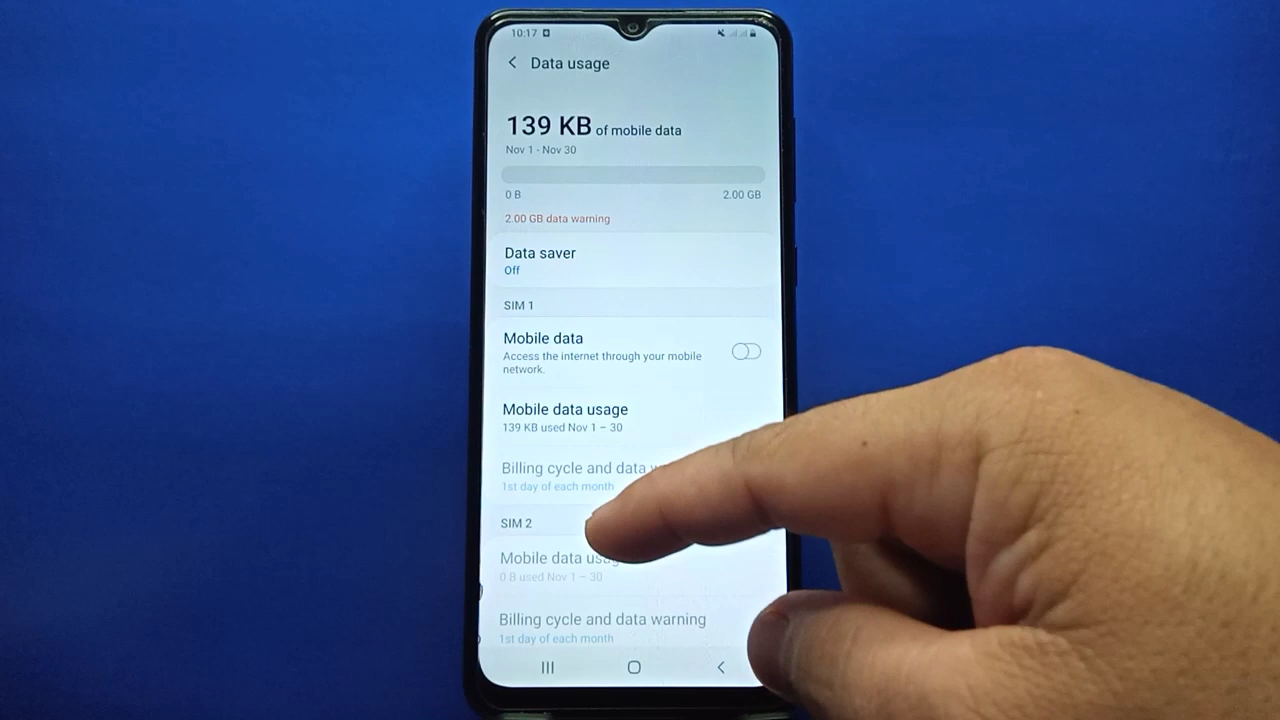 10:17
Data usage
139 KB of mobile data
Nov 1 - Nov 30
0 B 2.00 GB
2.00 GB data warning
Data saver
Off
SIM 1
Mobile data
Access the internet through your mobile
network.
Mobile data usage
139 KB used Nov 1 – 30
Billing cycle and data
1st day of each month
SIM 2
Mobile data
0 B used Nov 1 – 30
Billing cycle and data warning
1st day of each month